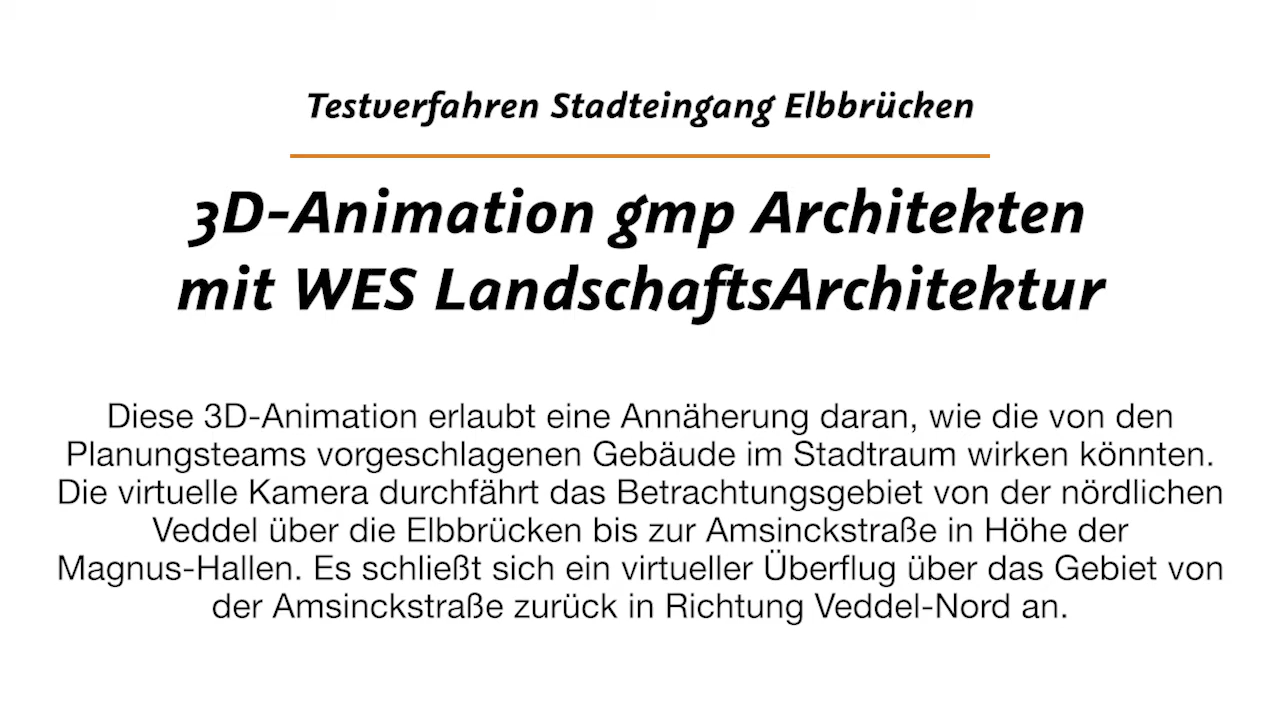 Testverfahren Stadteingang Elbbrücken
3D-Animation gmp Architekten
mit WES LandschaftsArchitektur
Diese 3D-Animation erlaubt eine Annäherung daran, wie die von den
Planungsteams vorgeschlagenen Gebäude im Stadtraum wirken könnten.
Die virtuelle Kamera durchfährt das Betrachtungsgebiet von der nördlichen
Veddel über die Elbbrücken bis zur Amsinckstraße in Höhe der
Magnus-Hallen. Es schließt sich ein virtueller Überflug über das Gebiet von
der Amsinckstraße zurück in Richtung Veddel-Nord an.